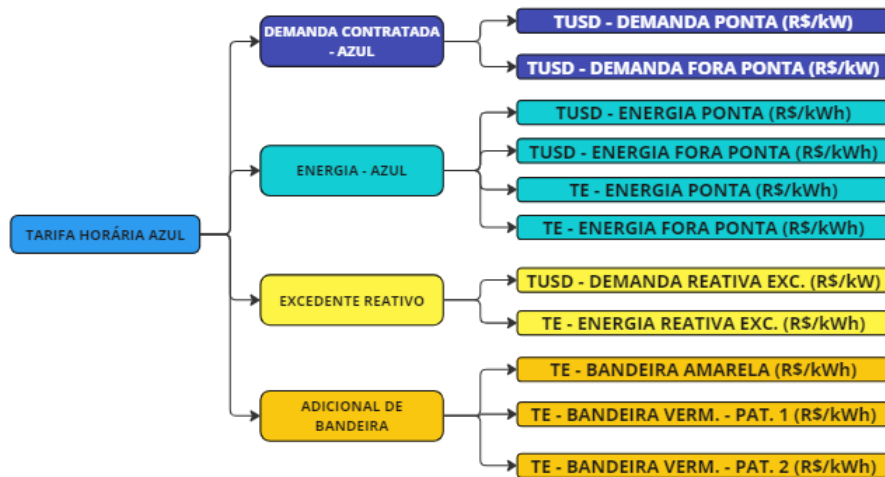 TARIFA HORÁRIA AZUL
DEMANDA CONTRATADA
- AZUL
TUSD - DEMANDA PONTA (R$/kW)
TUSD - DEMANDA FORA PONTA (R$/kW)
ENERGIA - AZUL
TUSD - ENERGIA PONTA (R$/kWh)
TUSD - ENERGIA FORA PONTA (R$/kWh)
TE - ENERGIA PONTA (R$/kWh)
TE - ENERGIA FORA PONTA (R$/kWh)
EXCEDENTE REATIVO
TUSD - DEMANDA REATIVA EXC. (R$/kW)
TE - ENERGIA REATIVA EXC. (R$/kWh)
ADICIONAL DE
BANDEIRA
TE - BANDEIRA AMARELA (R$/kWh)
TE - BANDEIRA VERM. - PAT. 1 (R$/kWh)
TE - BANDEIRA VERM. - PAT. 2 (R$/kWh)